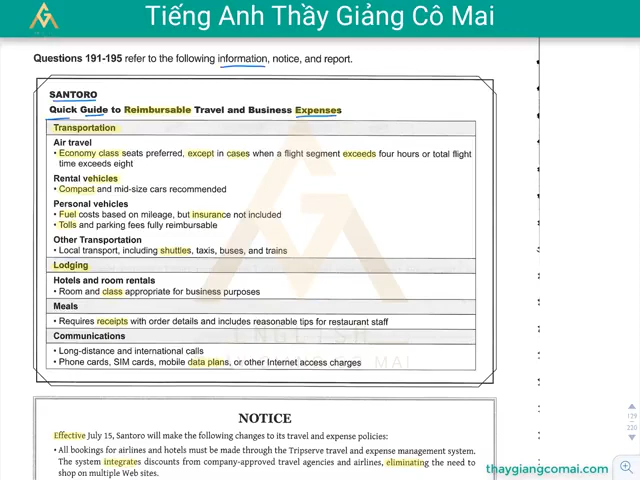 Tiếng Anh Thầy Giảng Cô Mai
Questions 191-195 refer to the following information, notice, and report.
SANTORO
Quick Guide to Reimbursable Travel and Business Expenses
Transportation
Air travel
• Economy class seats preferred, except in cases when a flight segment exceeds four hours or total flight
time exceeds eight
Rental vehicles
• Compact and mid-size cars recommended
Personal vehicles
• Fuel costs based on mileage, but insurance not included
• Tolls and parking fees fully reimbursable
Other Transportation
• Local transport, including shuttles, taxis, buses, and trains
Lodging
Hotels and room rentals
• Room and class appropriate for business purposes
Meals
• Requires receipts with order details and includes reasonable tips for restaurant staff
Communications
• Long-distance and international calls
• Phone cards, SIM cards, mobile data plans, or other Internet access charges
ENGLISH
MAI
NOTICE
Effective July 15, Santoro will make the following changes to its travel and expense policies:
• All bookings for airlines and hotels must be made through the Tripserve travel and expense management system.
The system integrates discounts from company-approved travel agencies and airlines, eliminating the need to
shop on multiple Web sites.
129
220
thaygiangcomai.com